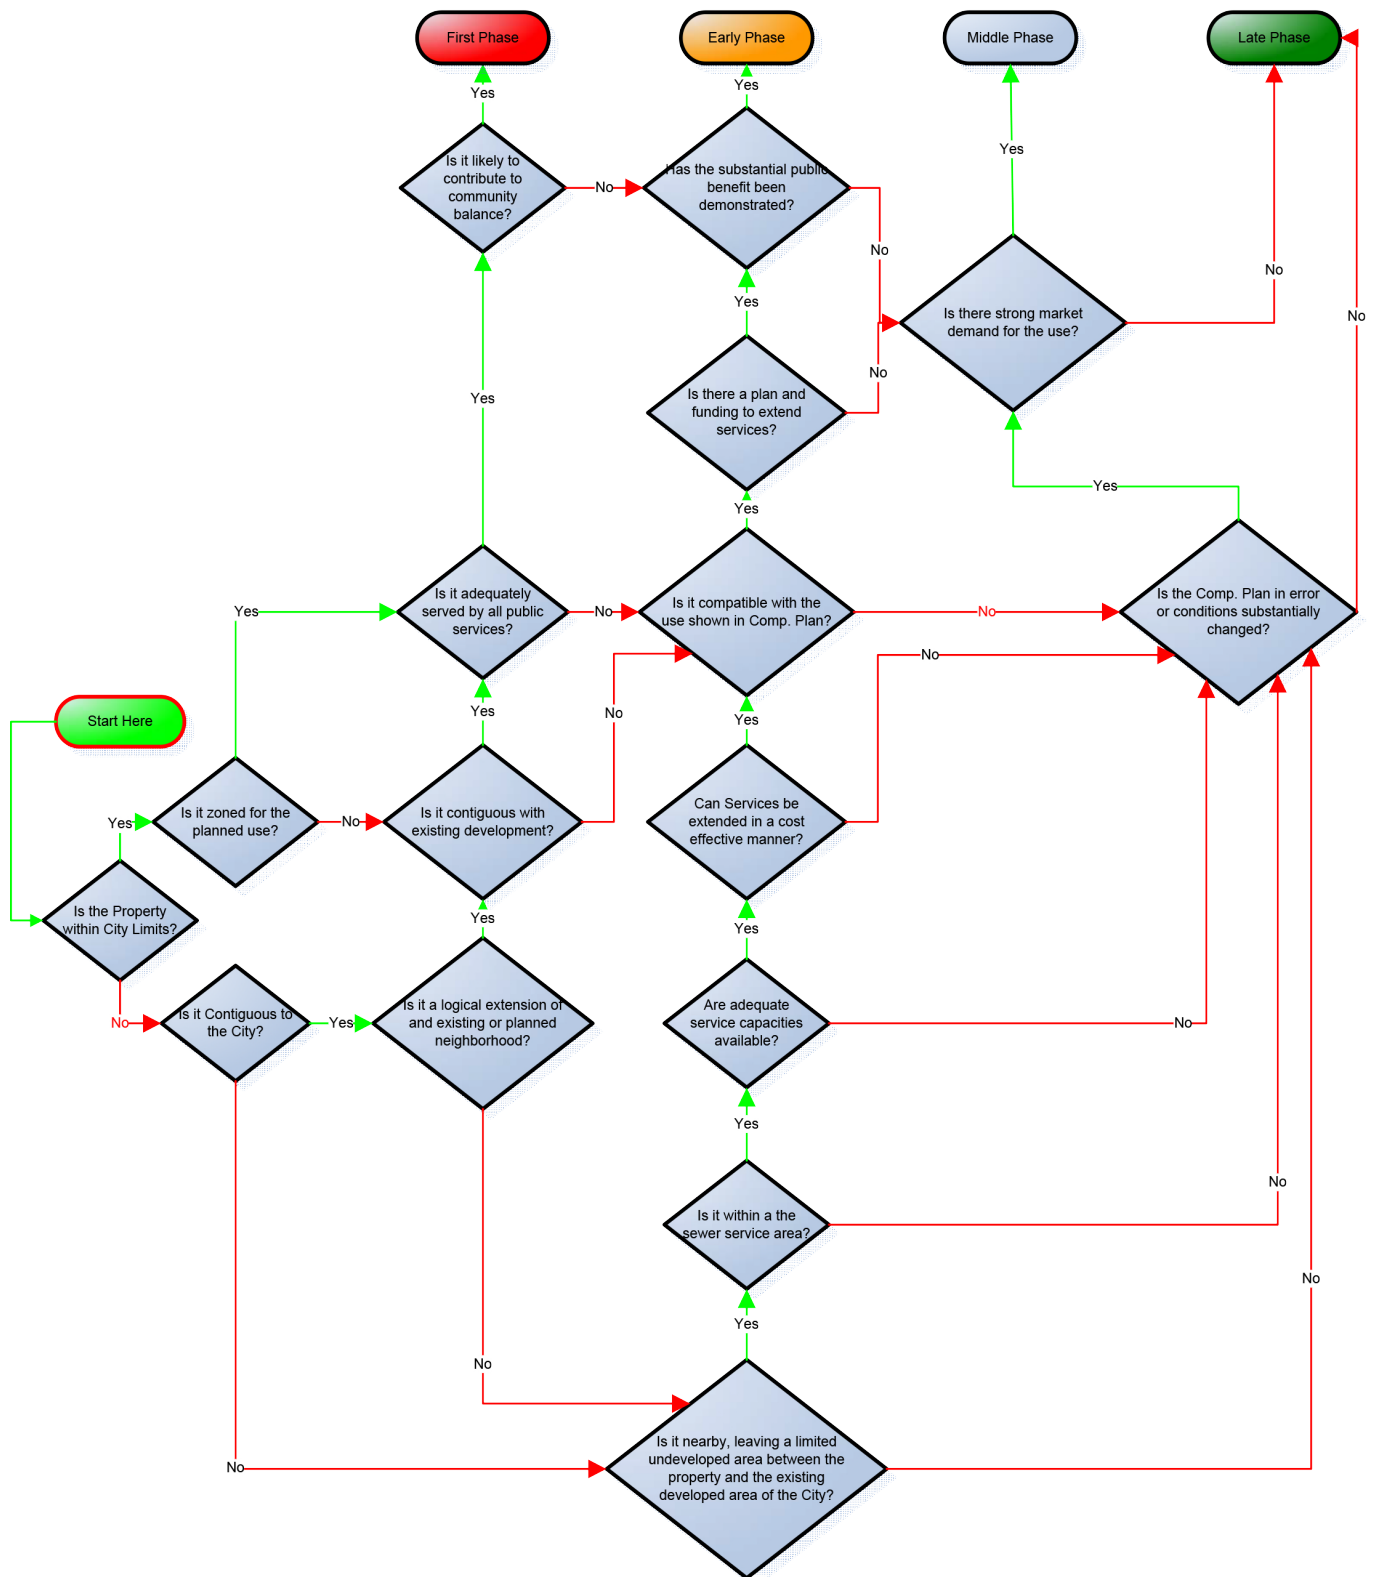 First Phase
Early Phase
Middle Phase
Late Phase
Yes
Yes
Yes
Is it likely to
contribute to
community
balance?
No
Has the substantial public
benefit been
demonstrated?
No
No
No
Yes
Is there strong market
demand for the use?
Yes
Is there a plan and
funding to extend
services?
No
Yes
Yes
Is it adequately
served by all public
services?
No
Is it compatible with the
use shown in Comp. Plan?
No
Is the Comp. Plan in error
or conditions substantially
changed?
Yes
No
Start Here
Yes
No
Yes
Is it zoned for the
planned use?
No
Is it contiguous with
existing development?
Can Services be
extended in a cost
effective manner?
Yes
Is the Property
within City Limits?
Yes
Yes
No
Is it Contiguous to
the City?
Yes
Is it a logical extension of
and existing or planned
neighborhood?
Are adequate
service capacities
available?
No
Yes
Is it within a the
sewer service area?
No
No
Yes
No
No
Is it nearby, leaving a limited
undeveloped area between the
property and the existing
developed area of the City?